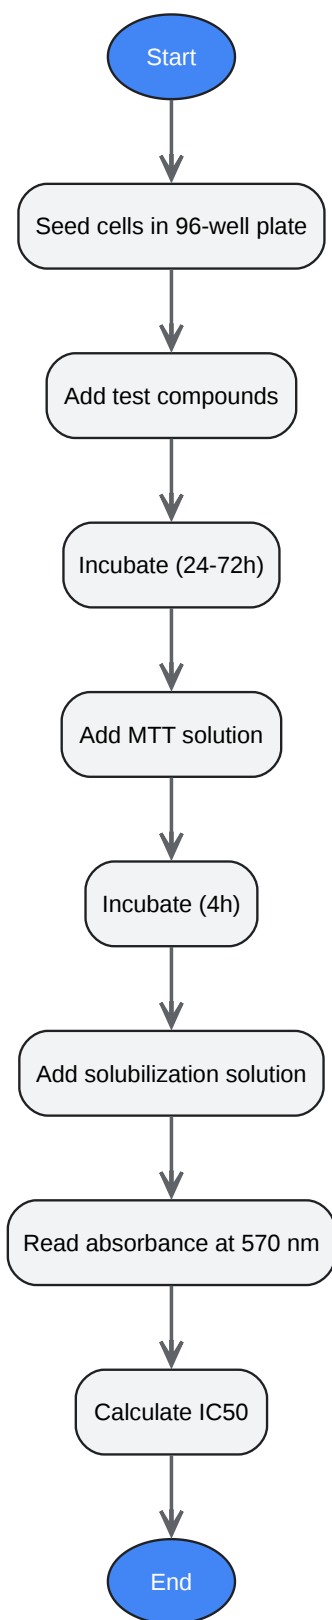 Start
Seed cells in 96-well plate
Add test compounds
Incubate (24-72h)
Add MTT solution
Incubate (4h)
Add solubilization solution
Read absorbance at 570 nm
Calculate IC50
End